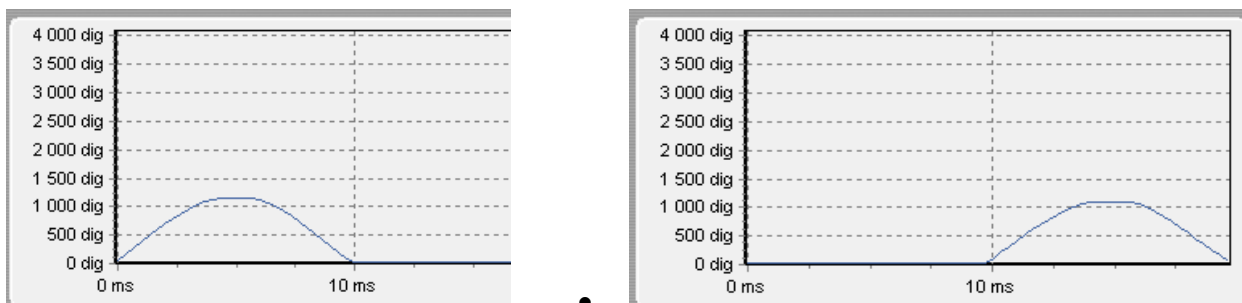 4 000 dig
3 500 dig
3 000 dig
2 500 dig
2 000 dig
1 500 dig
1 000 dig
500 dig
0 dig
0 ms 10 ms
4 000 dig
3 500 dig
3 000 dig
2 500 dig
2 000 dig
1 500 dig
1 000 dig
500 dig
0 dig
0 ms 10 ms